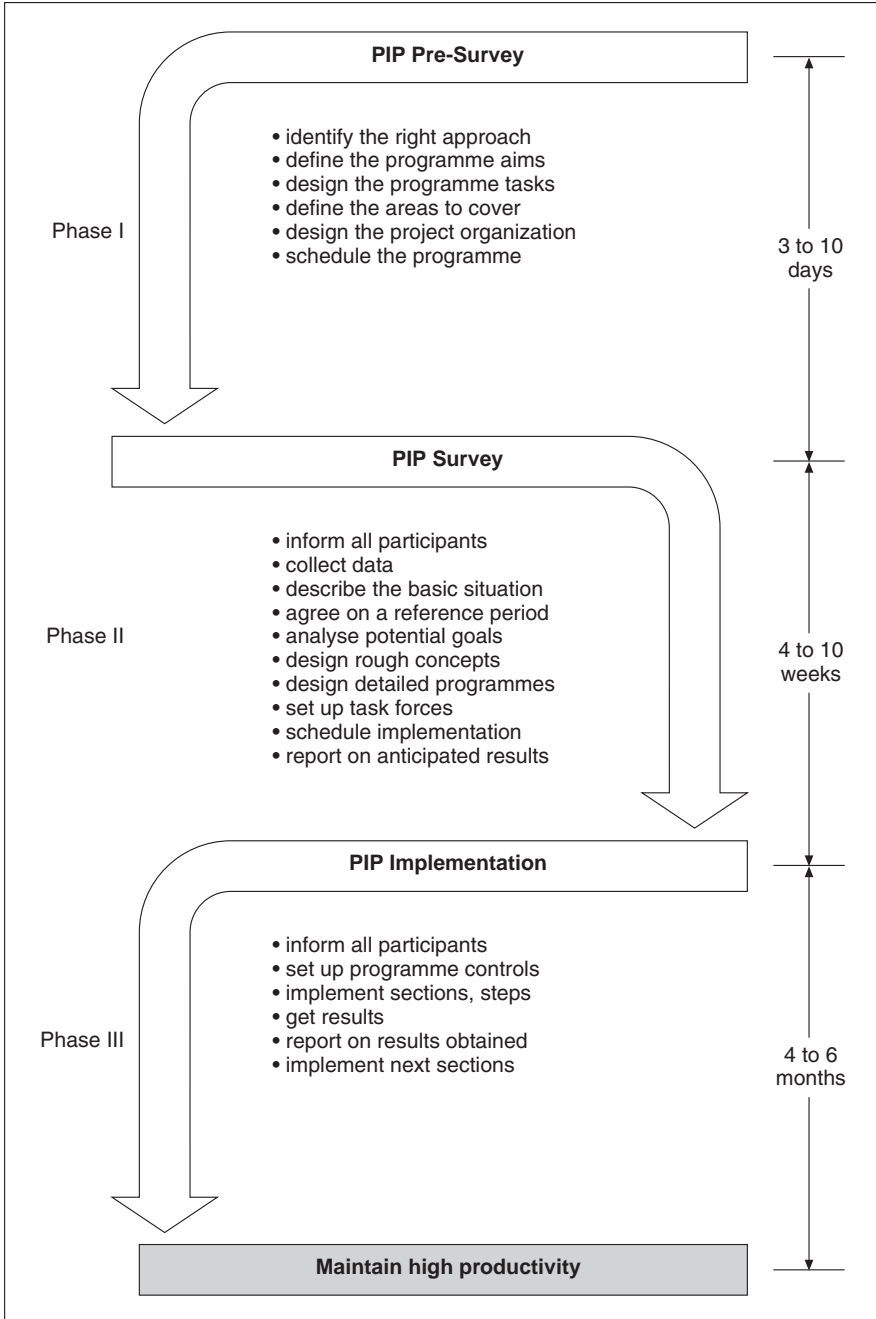 PIP Pre-Survey
• identify the right approach
• define the programme aims
• design the programme tasks
• define the areas to cover
• design the project organization
• schedule the programme
Phase I
3 to 10
days
PIP Survey
• inform all participants
• collect data
• describe the basic situation
• agree on a reference period
• analyse potential goals
• design rough concepts
• design detailed programmes
• set up task forces
• schedule implementation
• report on anticipated results
Phase II
4 to 10
weeks
PIP Implementation
• inform all participants
• set up programme controls
• implement sections, steps
• get results
• report on results obtained
• implement next sections
Phase III
4 to 6
months
Maintain high productivity